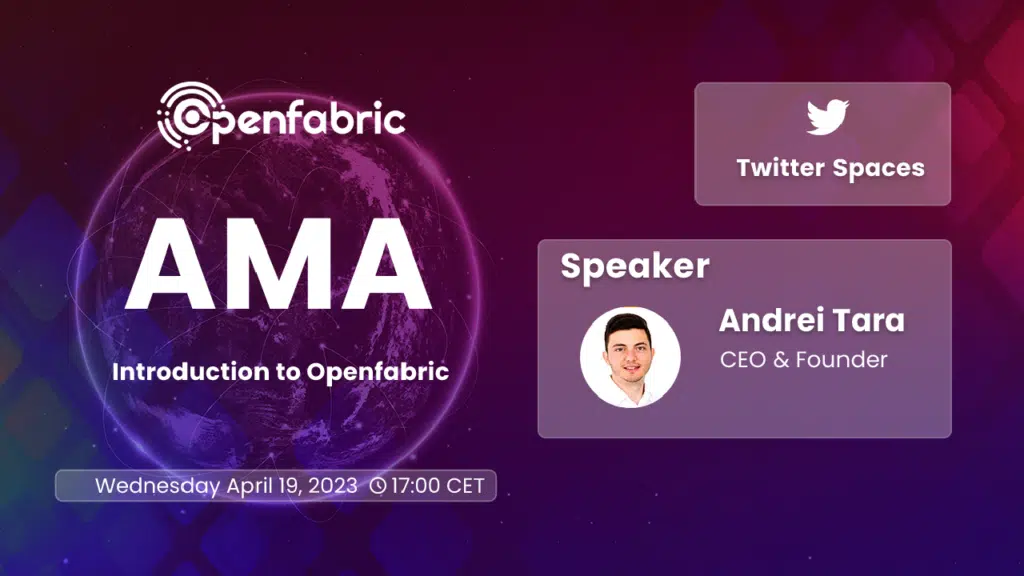 Openfabric
AMA
Introduction to Openfabric
Wednesday April 19, 2023 17:00 CET
Twitter Spaces
Speaker
Andrei Tara
CEO & Founder